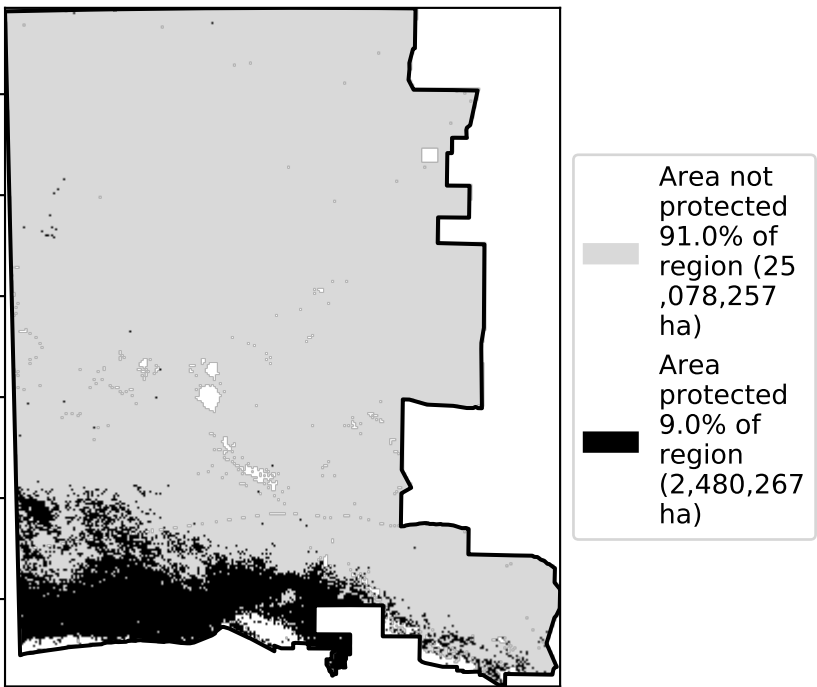 Area not
protected
91.0% of
region (25
,078,257
ha)
Area
protected
9.0% of
region
(2,480,267
ha)